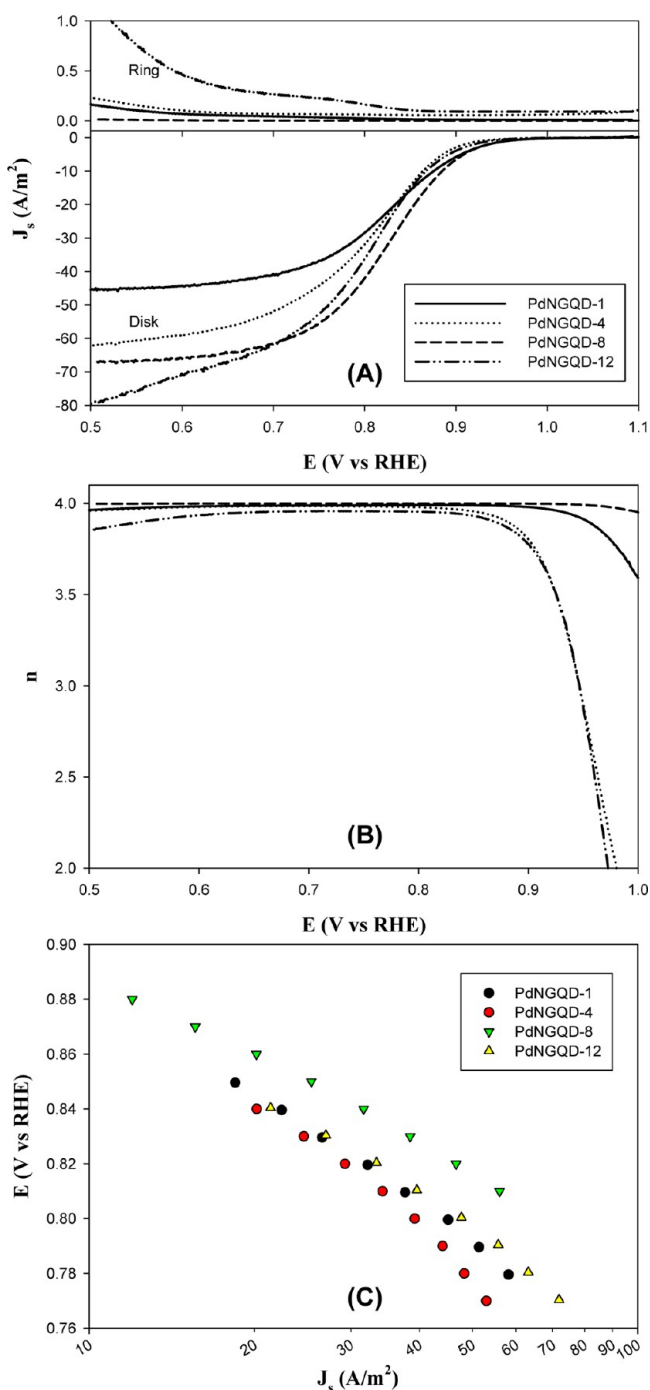 1.0
0.5
0.0
Ring
0
-10
-20
-30
-40
-50
-60
-70
-80
J_s (A/m²)
Disk
PdNGQD-1
PdNGQD-4
PdNGQD-8
PdNGQD-12
(A)
0.5 0.6 0.7 0.8 0.9 1.0 1.1
E (V vs RHE)
4.0
3.5
3.0
2.5
2.0
n
(B)
0.5 0.6 0.7 0.8 0.9 1.0
E (V vs RHE)
0.90
0.88
0.86
0.84
0.82
0.80
0.78
0.76
E (V vs RHE)
PdNGQD-1
PdNGQD-4
PdNGQD-8
PdNGQD-12
(C)
10 20 30 40 50 60 70 80 90 100
J_s (A/m²)